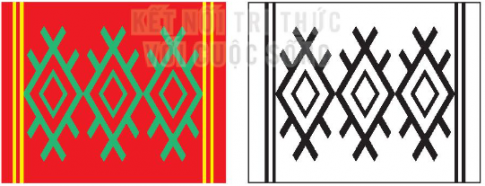 KẾT NỐI TRI THỨC
VỚI CUỘC SỐNG